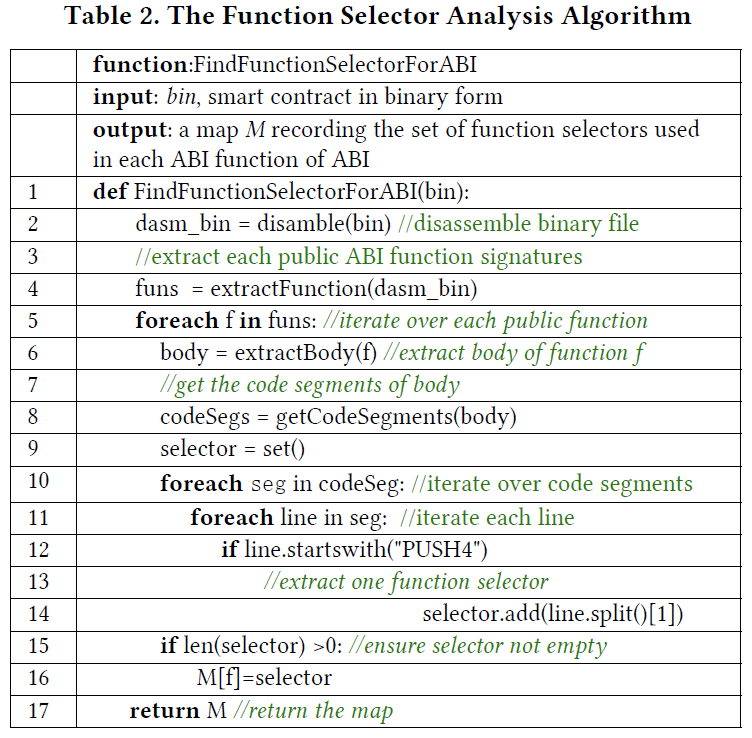 Table 2. The Function Selector Analysis Algorithm
function:FindFunctionSelectorForABI
input: bin, smart contract in binary form
output: a map M recording the set of function selectors used
in each ABI function of ABI
1 def FindFunctionSelectorForABI(bin):
2 dasm_bin = disamble(bin) //disassemble binary file
3 //extract each public ABI function signatures
4 funs = extractFunction(dasm_bin)
5 foreach f in funs: //iterate over each public function
6 body = extractBody(f) //extract body of function f
7 //get the code segments of body
8 codeSegs = getCodeSegments(body)
9 selector = set()
10 foreach seg in codeSeg: //iterate over code segments
11 foreach line in seg: //iterate each line
12 if line.startswith("PUSH4")
13 //extract one function selector
14 selector.add(line.split()[1])
15 if len(selector) >0: //ensure selector not empty
16 M[f]=selector
17 return M //return the map